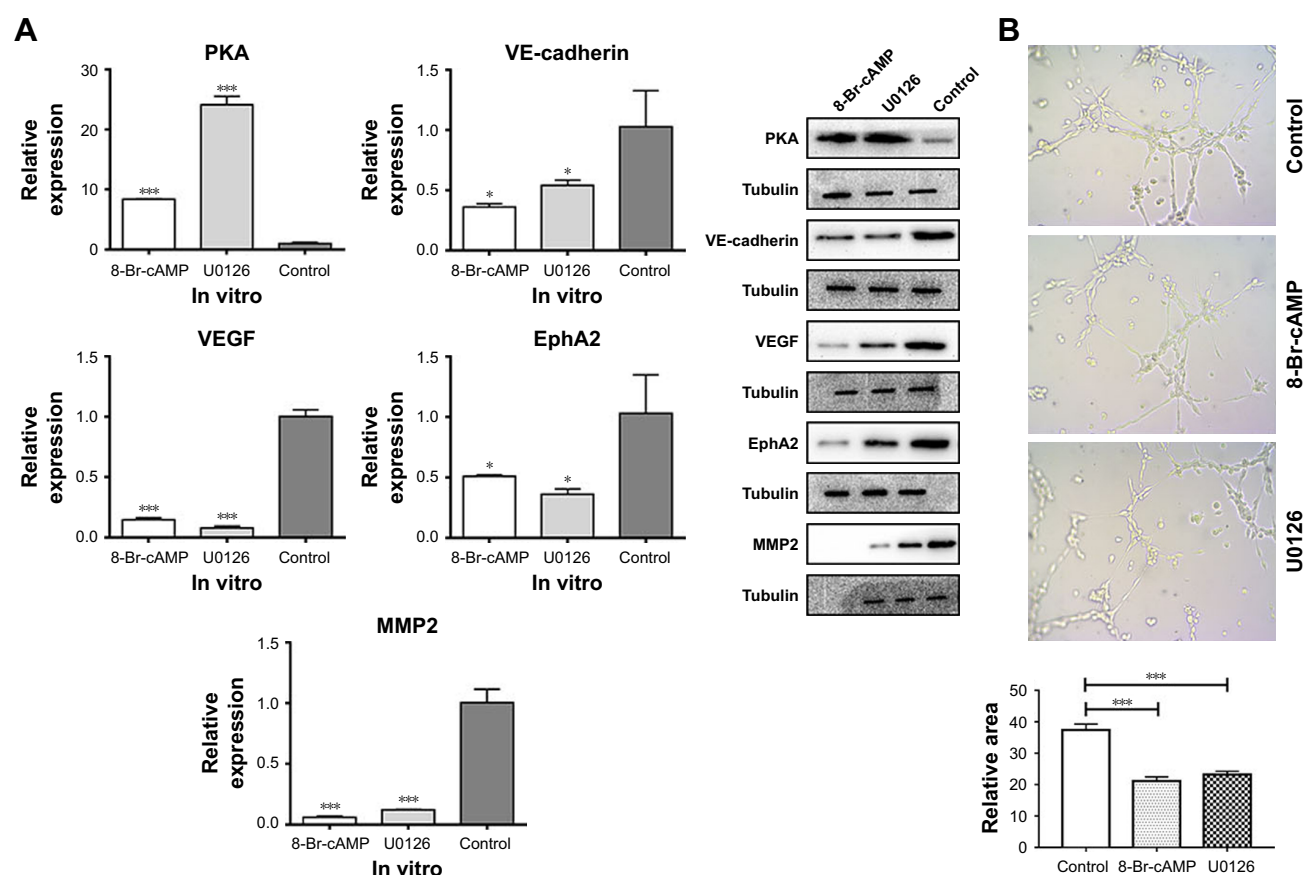 A
PKA
Relative
expression
30
20
10
0
***
***
8-Br-cAMP U0126 Control
In vitro
VE-cadherin
Relative
expression
1.5
1.0
0.5
0.0
*
*
8-Br-cAMP U0126 Control
In vitro
VEGF
Relative
expression
1.5
1.0
0.5
0.0
***
***
8-Br-cAMP U0126 Control
In vitro
EphA2
Relative
expression
1.5
1.0
0.5
0.0
*
*
8-Br-cAMP U0126 Control
In vitro
MMP2
Relative
expression
1.5
1.0
0.5
0.0
***
***
8-Br-cAMP U0126 Control
In vitro
8-Br-cAMP U0126 Control
PKA
Tubulin
VE-cadherin
Tubulin
VEGF
Tubulin
EphA2
Tubulin
MMP2
Tubulin
B
Control
8-Br-cAMP
U0126
Relative area
50
40
30
20
10
0
***
***
Control 8-Br-cAMP U0126